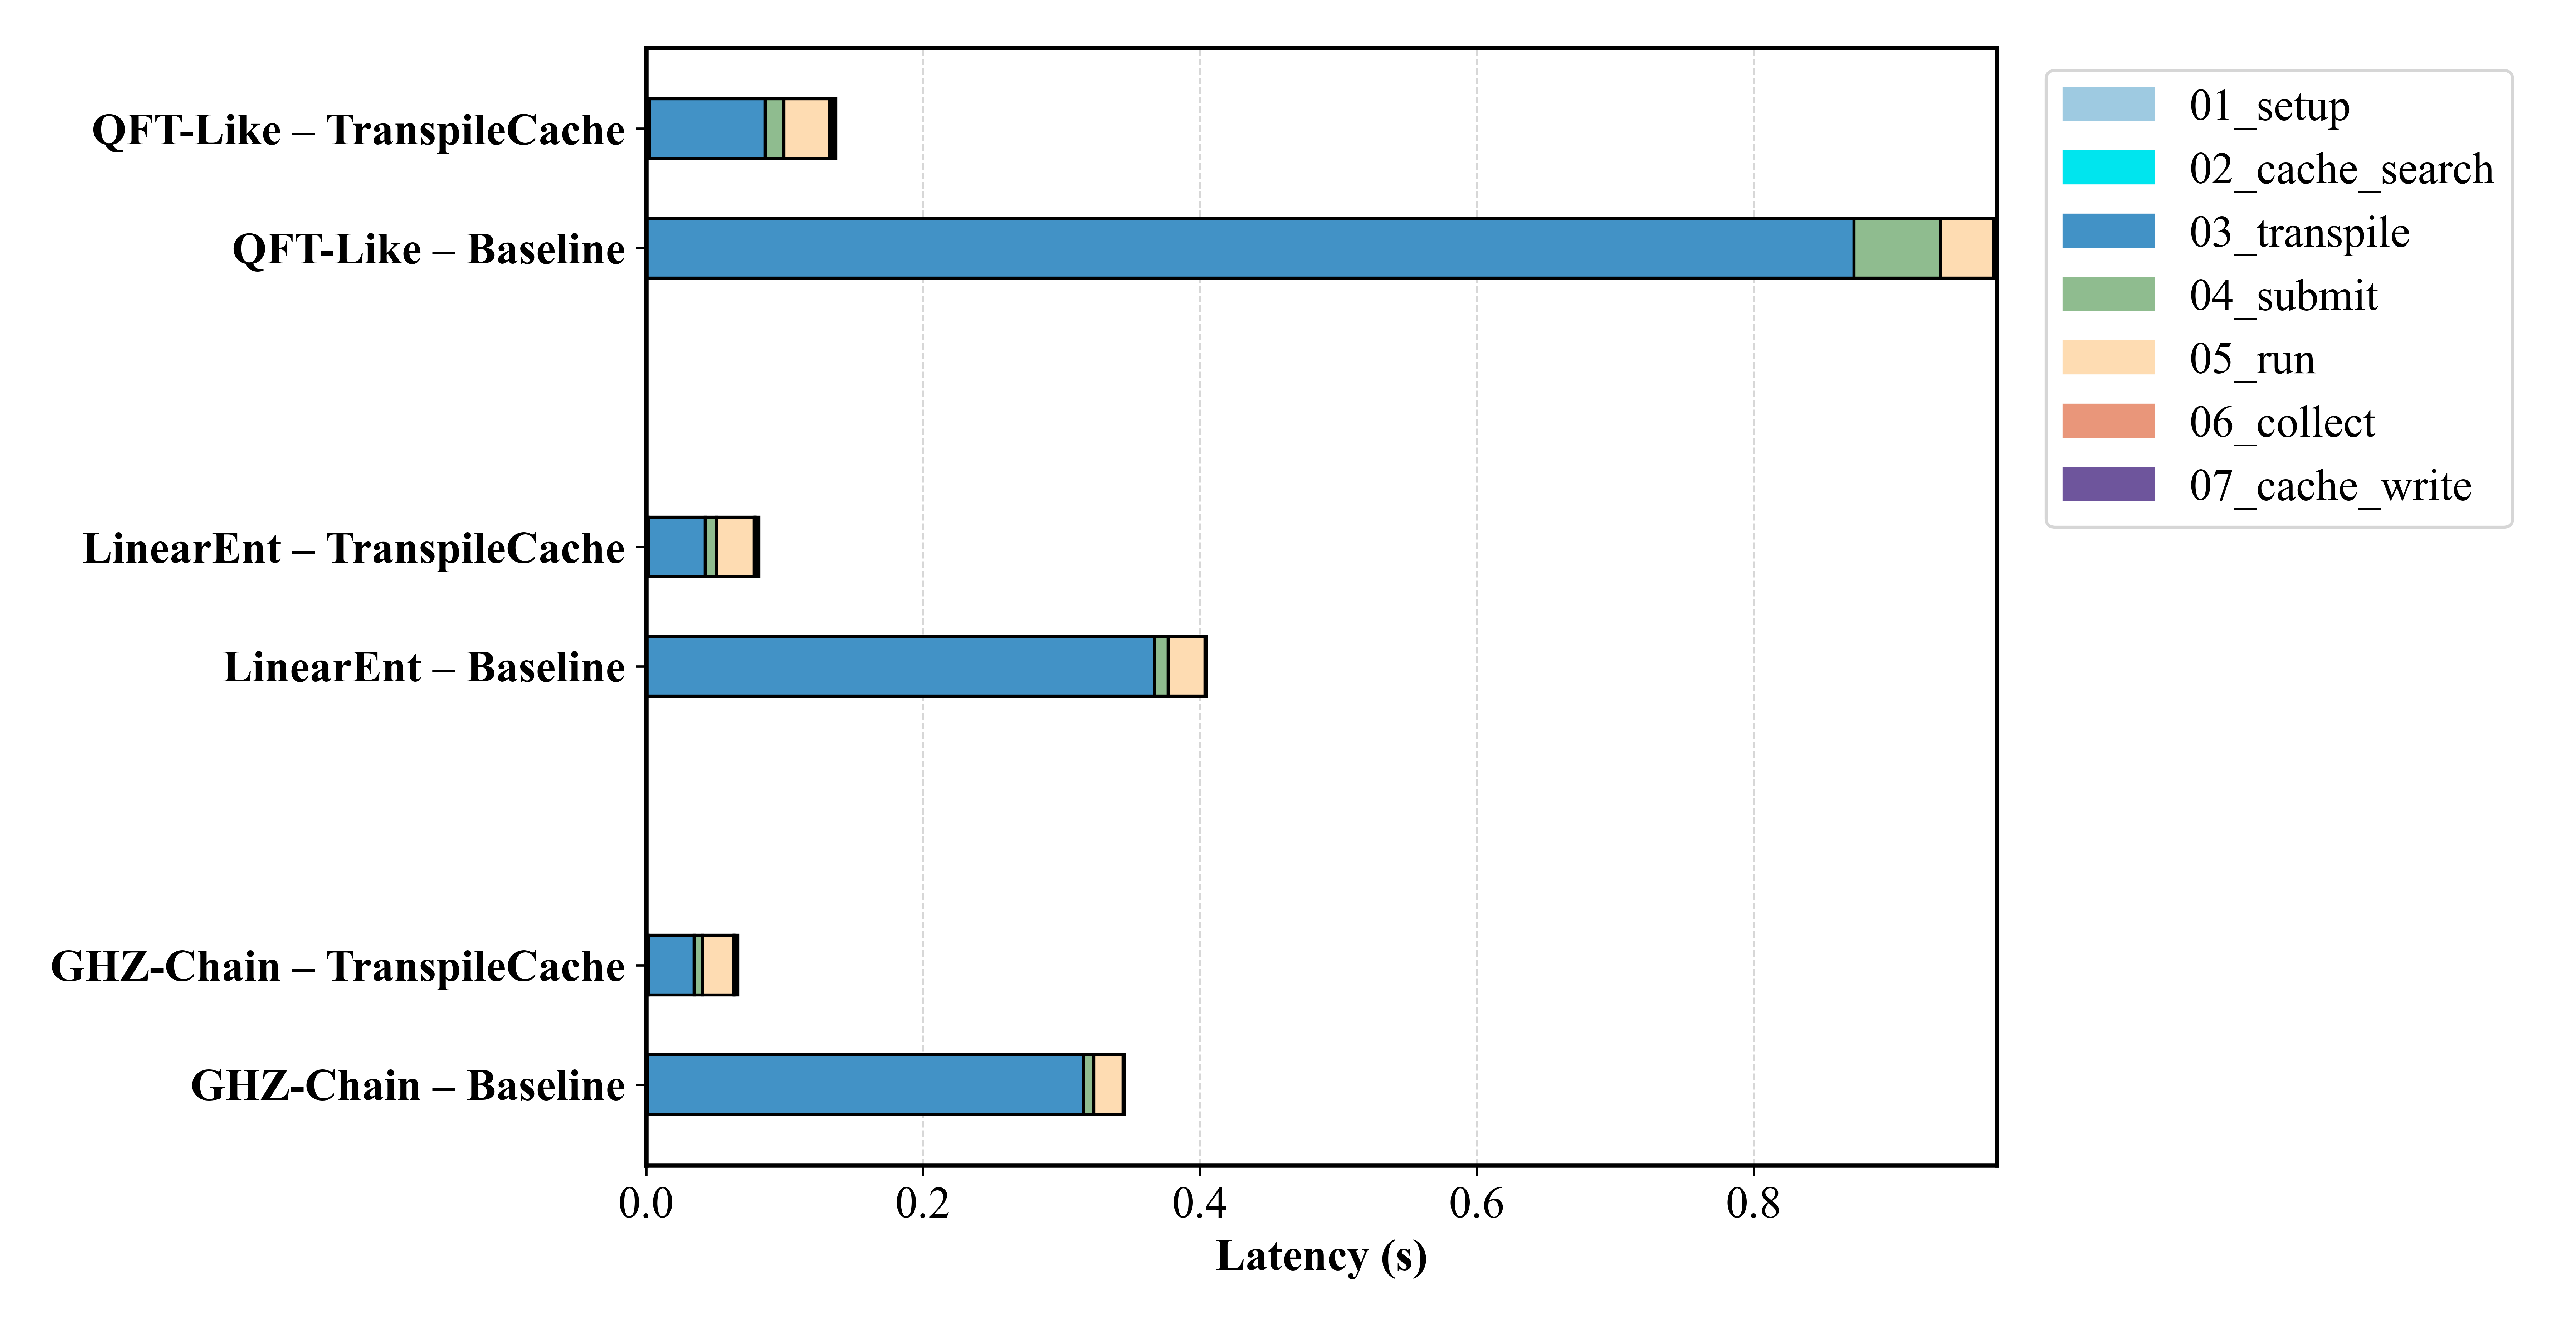 QFT-Like – TranspileCache
QFT-Like – Baseline
LinearEnt – TranspileCache
LinearEnt – Baseline
GHZ-Chain – TranspileCache
GHZ-Chain – Baseline
0.0 0.2 0.4 0.6 0.8
Latency (s)
01_setup
02_cache_search
03_transpile
04_submit
05_run
06_collect
07_cache_write